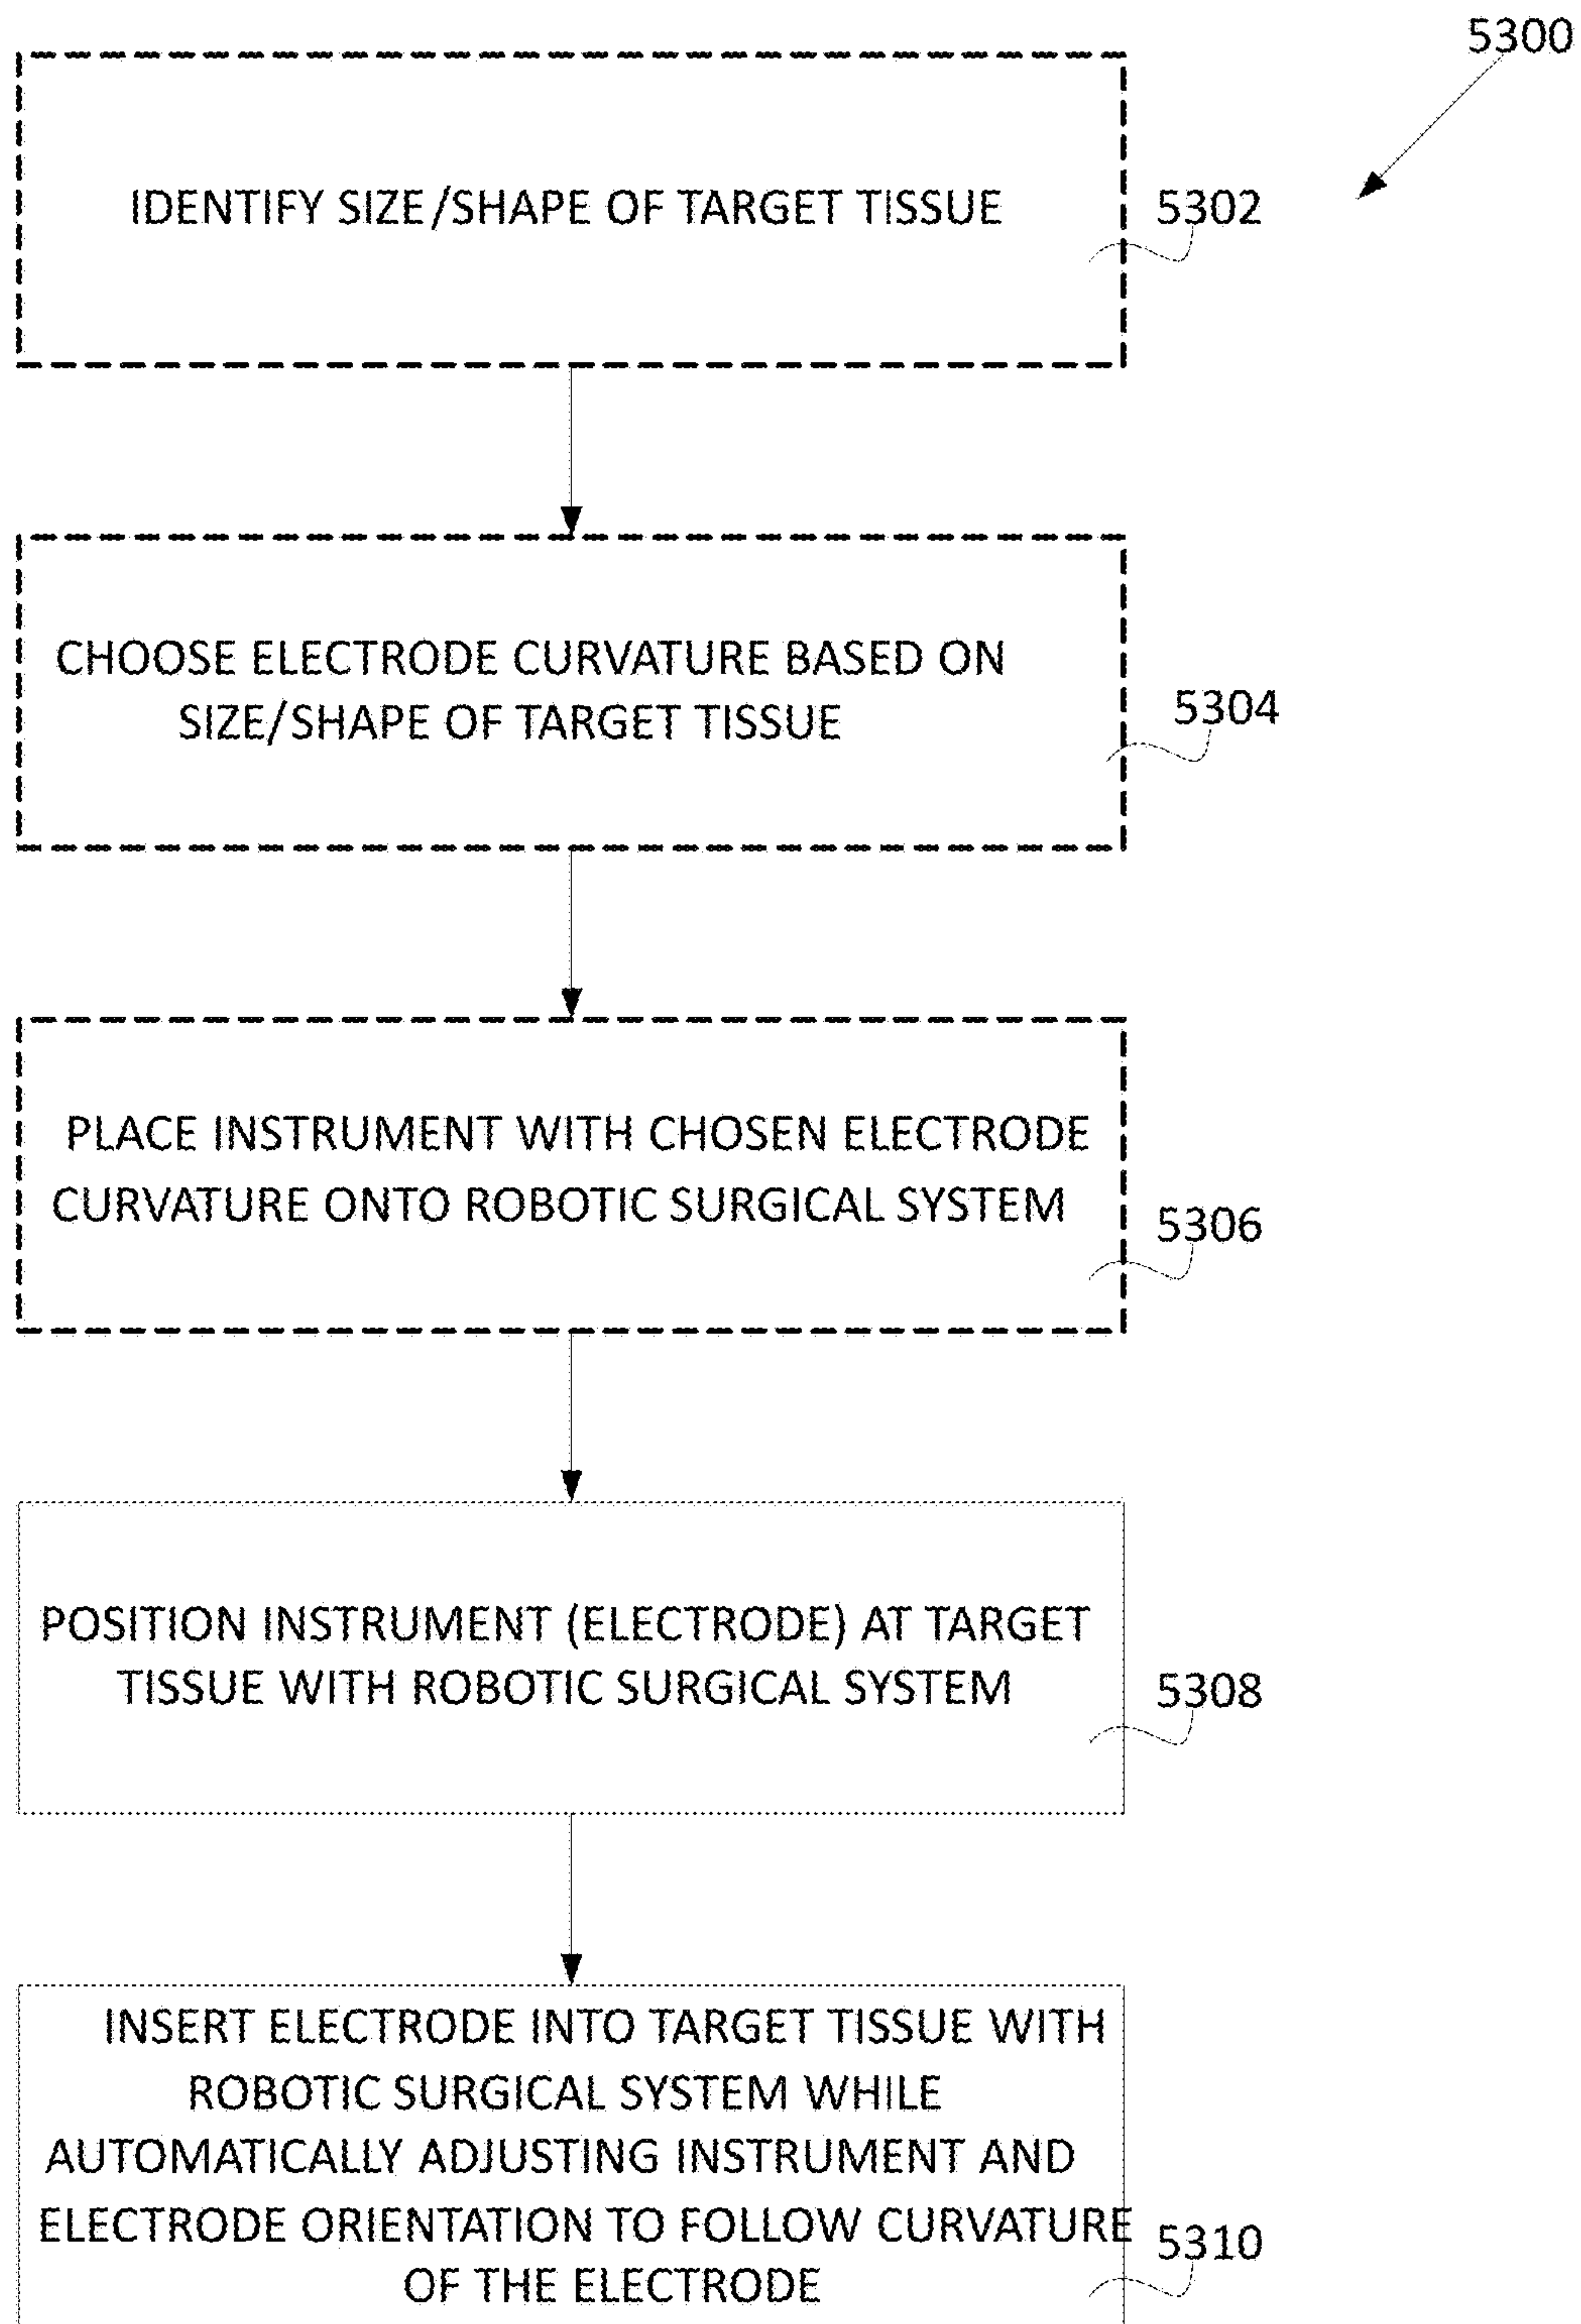 5300
IDENTIFY SIZE/SHAPE OF TARGET TISSUE
5302
CHOOSE ELECTRODE CURVATURE BASED ON
SIZE/SHAPE OF TARGET TISSUE
5304
PLACE INSTRUMENT WITH CHOSEN ELECTRODE
CURVATURE ONTO ROBOTIC SURGICAL SYSTEM
5306
POSITION INSTRUMENT (ELECTRODE) AT TARGET
TISSUE WITH ROBOTIC SURGICAL SYSTEM
5308
INSERT ELECTRODE INTO TARGET TISSUE WITH
ROBOTIC SURGICAL SYSTEM WHILE
AUTOMATICALLY ADJUSTING INSTRUMENT AND
ELECTRODE ORIENTATION TO FOLLOW CURVATURE
OF THE ELECTRODE
5310